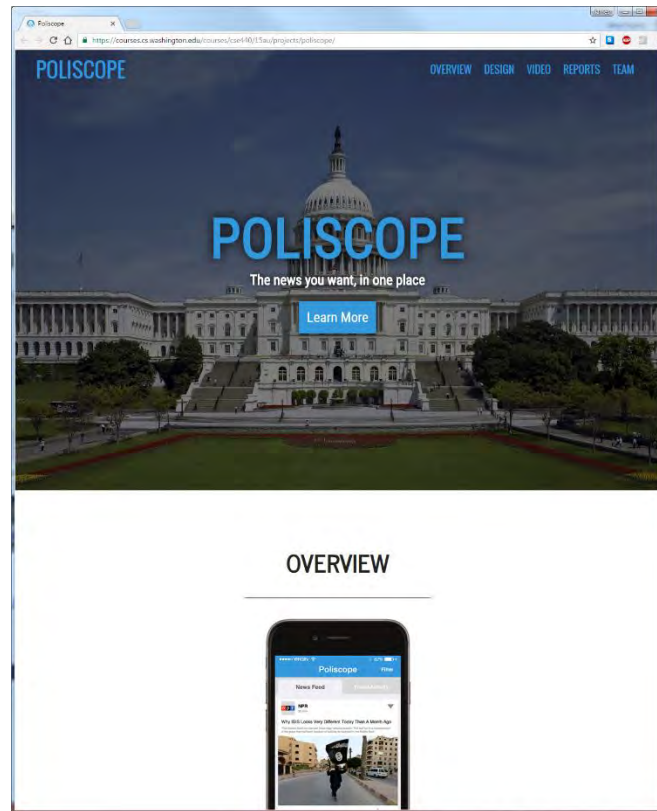 Poliscope
https://courses.cs.washington.edu/courses/cse440/15au/projects/poliscope/
POLISCOPE
OVERVIEW DESIGN VIDEO REPORTS TEAM
POLISCOPE
The news you want, in one place
Learn More
OVERVIEW
Poliscope Filter
News Feed
NPR
Why ISIS Looks Very Different Today Than A Month Ago